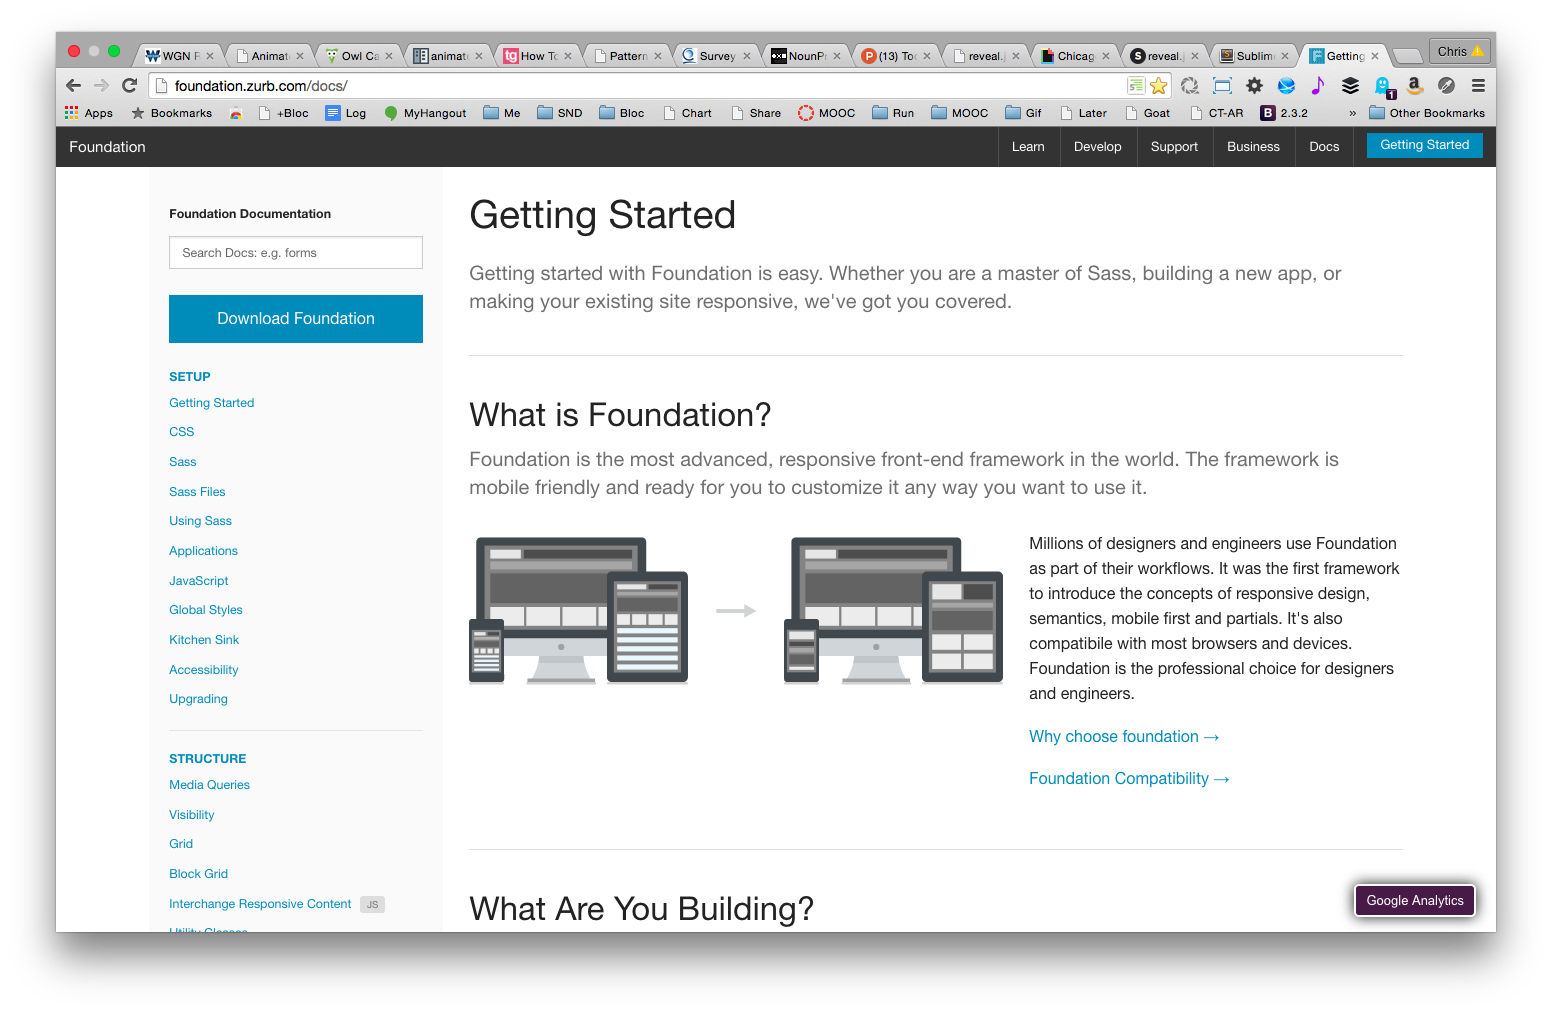 WGN
Animat
Owl Ca
animat
How To
Pattern
Survey
NounPr
(13) Too
reveal.j
Chicag
reveal.j
Sublim
Getting
Chris
foundation.zurb.com/docs/
Apps
Bookmarks
+Bloc
Log
MyHangout
Me
SND
Bloc
Chart
Share
MOOC
Run
MOOC
Gif
Later
Goat
CT-AR
B 2.3.2
»
Other Bookmarks
Foundation
Learn
Develop
Support
Business
Docs
Getting Started
Foundation Documentation
Search Docs: e.g. forms
Download Foundation
SETUP
Getting Started
CSS
Sass
Sass Files
Using Sass
Applications
JavaScript
Global Styles
Kitchen Sink
Accessibility
Upgrading
STRUCTURE
Media Queries
Visibility
Grid
Block Grid
Interchange Responsive Content JS
Getting Started
Getting started with Foundation is easy. Whether you are a master of Sass, building a new app, or
making your existing site responsive, we've got you covered.
What is Foundation?
Foundation is the most advanced, responsive front-end framework in the world. The framework is
mobile friendly and ready for you to customize it any way you want to use it.
Millions of designers and engineers use Foundation
as part of their workflows. It was the first framework
to introduce the concepts of responsive design,
semantics, mobile first and partials. It's also
compatibile with most browsers and devices.
Foundation is the professional choice for designers
and engineers.
Why choose foundation →
Foundation Compatibility →
What Are You Building?
Google Analytics